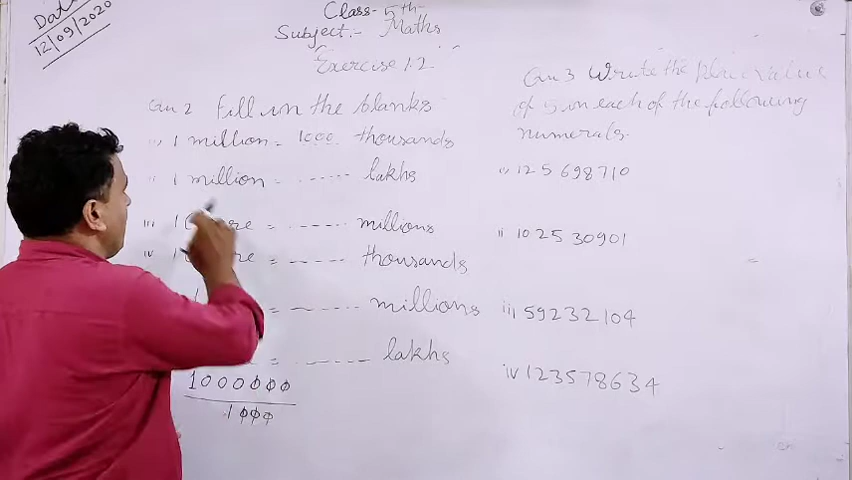 Date
12/09/2020
Class- 5th
Subject:- Maths
Exercise 1.2
Qn 2 Fill in the blanks
i) 1 million = 1000 thousands
ii 1 million = ...... lakhs
iii 1 = ...... millions
iv 1 = ...... thousands
= ...... millions
= ...... lakhs
1000000
1000
Qn 3 Write the place value
of 5 in each of the following
numerals.
i) 125698710
ii 102530901
iii) 59232104
iv 123578634